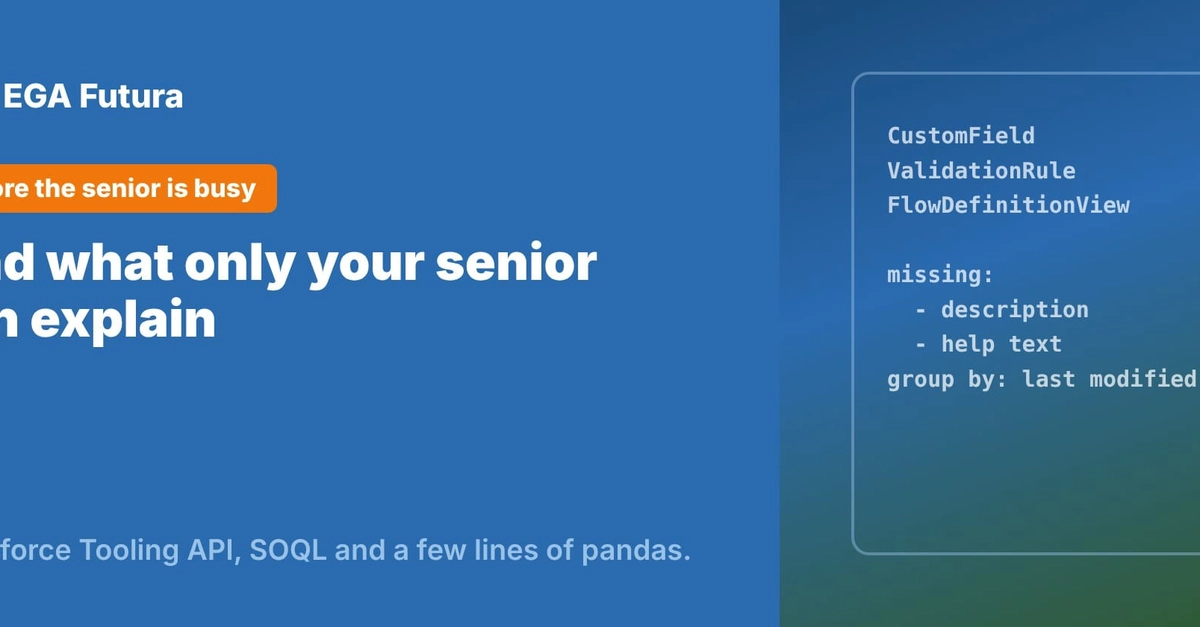 EGA Futura
ore the senior is busy
d what only your senior
n explain
force Tooling API, SOQL and a few lines of pandas.
CustomField
ValidationRule
FlowDefinitionView
missing:
- description
- help text
group by: last modified